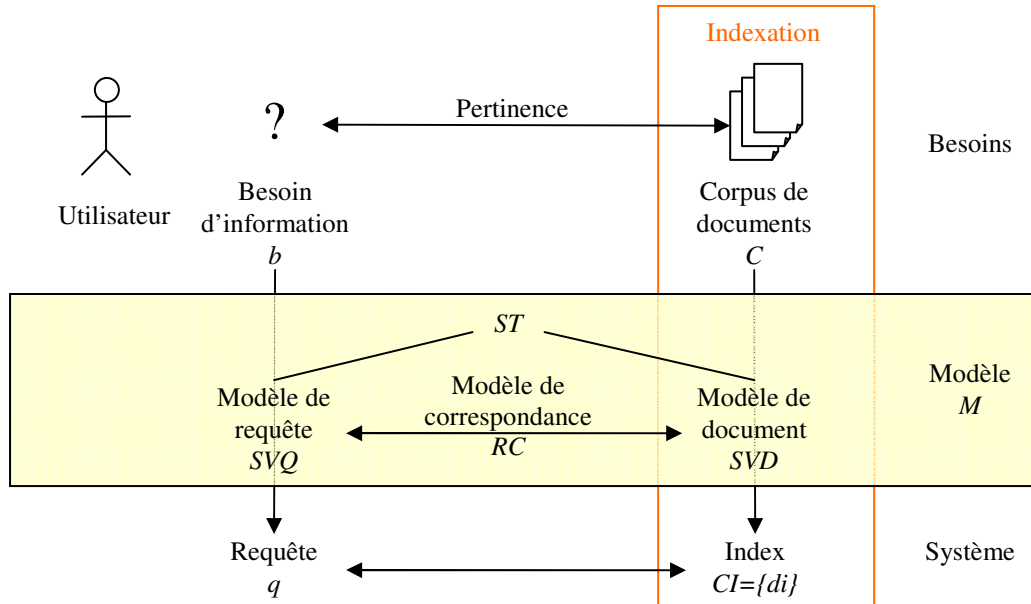 Indexation
Pertinence
?
Besoins
Utilisateur
Besoin
d’information
b
Corpus de
documents
C
ST
Modèle de
requête
SVQ
Modèle de
correspondance
RC
Modèle de
document
SVD
Modèle
M
Requête
q
Index
CI={di}
Système